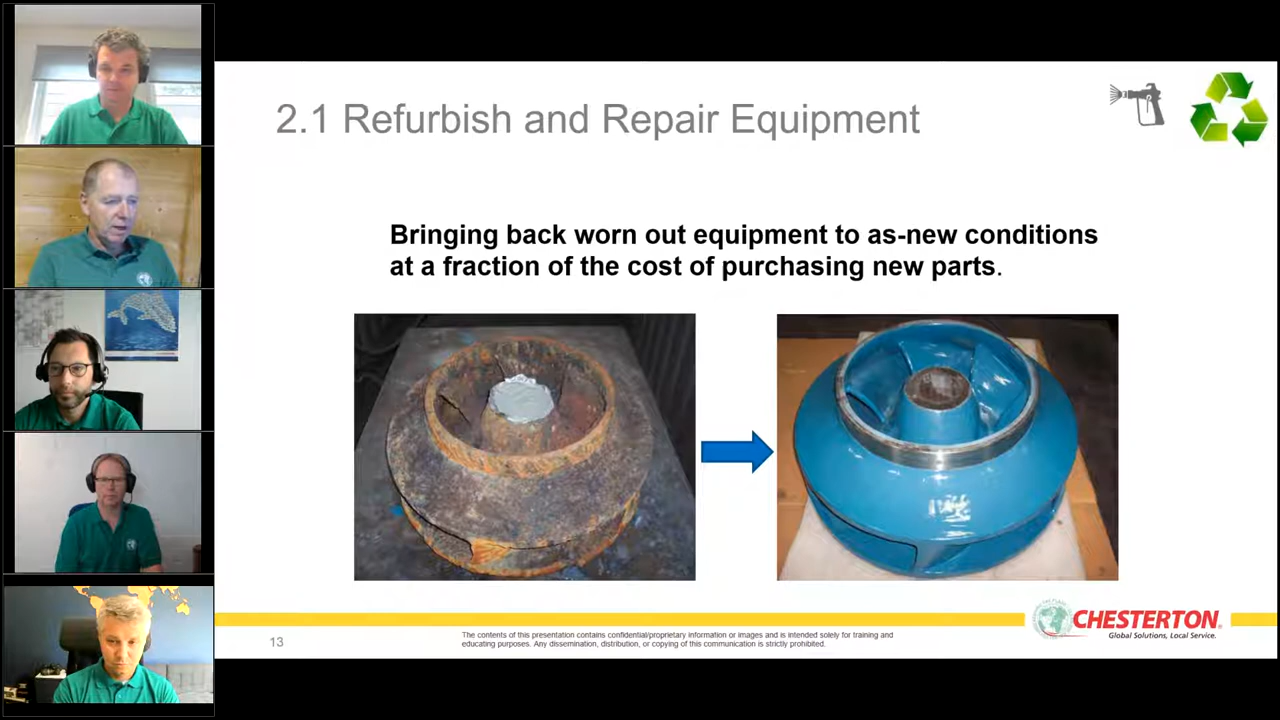 2.1 Refurbish and Repair Equipment
Bringing back worn out equipment to as-new conditions
at a fraction of the cost of purchasing new parts.
CHESTERTON
Global Solutions, Local Service.
13
The contents of this presentation contains confidential/proprietary information or images and is intended solely for training and
educating purposes. Any dissemination, distribution, or copying of this communication is strictly prohibited.